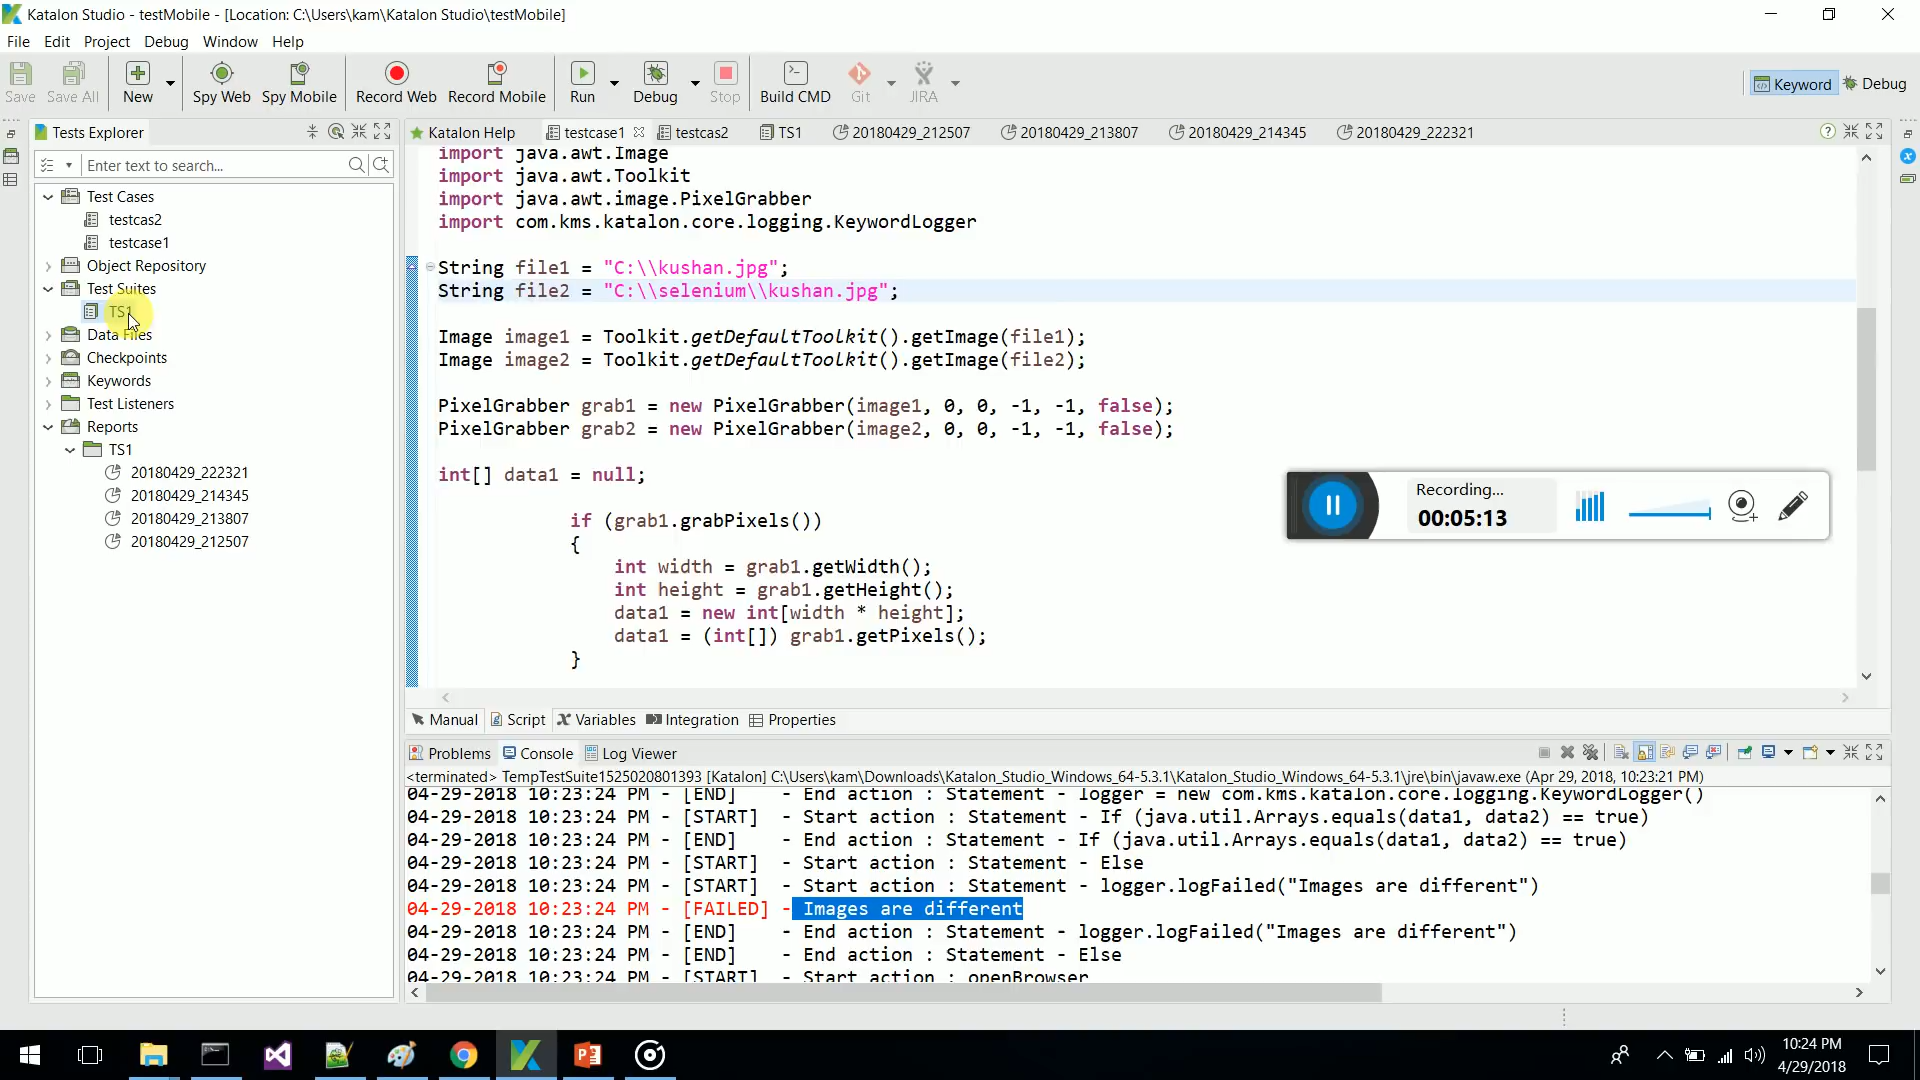 Katalon Studio - testMobile - [Location: C:\Users\kam\Katalon Studio\testMobile]
File Edit Project Debug Window Help
Save Save All New Spy Web Spy Mobile Record Web Record Mobile Run Debug Stop Build CMD Git JIRA Keyword Debug
Tests Explorer
Enter text to search...
Test Cases
testcas2
testcase1
Object Repository
Test Suites
TS1
Data Files
Checkpoints
Keywords
Test Listeners
Reports
TS1
20180429_222321
20180429_214345
20180429_213807
20180429_212507
Katalon Help testcase1 testcas2 TS1 20180429_212507 20180429_213807 20180429_214345 20180429_222321
import java.awt.Image
import java.awt.Toolkit
import java.awt.image.PixelGrabber
import com.kms.katalon.core.logging.KeywordLogger
String file1 = "C:\\kushan.jpg";
String file2 = "C:\\selenium\\kushan.jpg";
Image image1 = Toolkit.getDefaultToolkit().getImage(file1);
Image image2 = Toolkit.getDefaultToolkit().getImage(file2);
PixelGrabber grab1 = new PixelGrabber(image1, 0, 0, -1, -1, false);
PixelGrabber grab2 = new PixelGrabber(image2, 0, 0, -1, -1, false);
int[] data1 = null;
if (grab1.grabPixels())
{
int width = grab1.getWidth();
int height = grab1.getHeight();
data1 = new int[width * height];
data1 = (int[]) grab1.getPixels();
}
Recording...
00:05:13
Manual Script Variables Integration Properties
Problems Console Log Viewer
<terminated> TempTestSuite1525020801393 [Katalon] C:\Users\kam\Downloads\Katalon_Studio_Windows_64-5.3.1\Katalon_Studio_Windows_64-5.3.1\jre\bin\javaw.exe (Apr 29, 2018, 10:23:21 PM)
04-29-2018 10:23:24 PM - [END] - End action : Statement - logger = new com.kms.katalon.core.logging.KeywordLogger()
04-29-2018 10:23:24 PM - [START] - Start action : Statement - If (java.util.Arrays.equals(data1, data2) == true)
04-29-2018 10:23:24 PM - [END] - End action : Statement - If (java.util.Arrays.equals(data1, data2) == true)
04-29-2018 10:23:24 PM - [START] - Start action : Statement - Else
04-29-2018 10:23:24 PM - [START] - Start action : Statement - logger.logFailed("Images are different")
04-29-2018 10:23:24 PM - [FAILED] - Images are different
04-29-2018 10:23:24 PM - [END] - End action : Statement - logger.logFailed("Images are different")
04-29-2018 10:23:24 PM - [END] - End action : Statement - Else
04-29-2018 10:23:24 PM - [START] - Start action : openBrowser
10:24 PM
4/29/2018